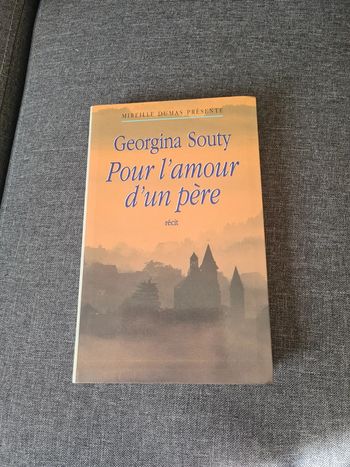 MIREILLE DUMAS PRÉSENTE
Georgina Souty
Pour l'amour
d'un père
récit